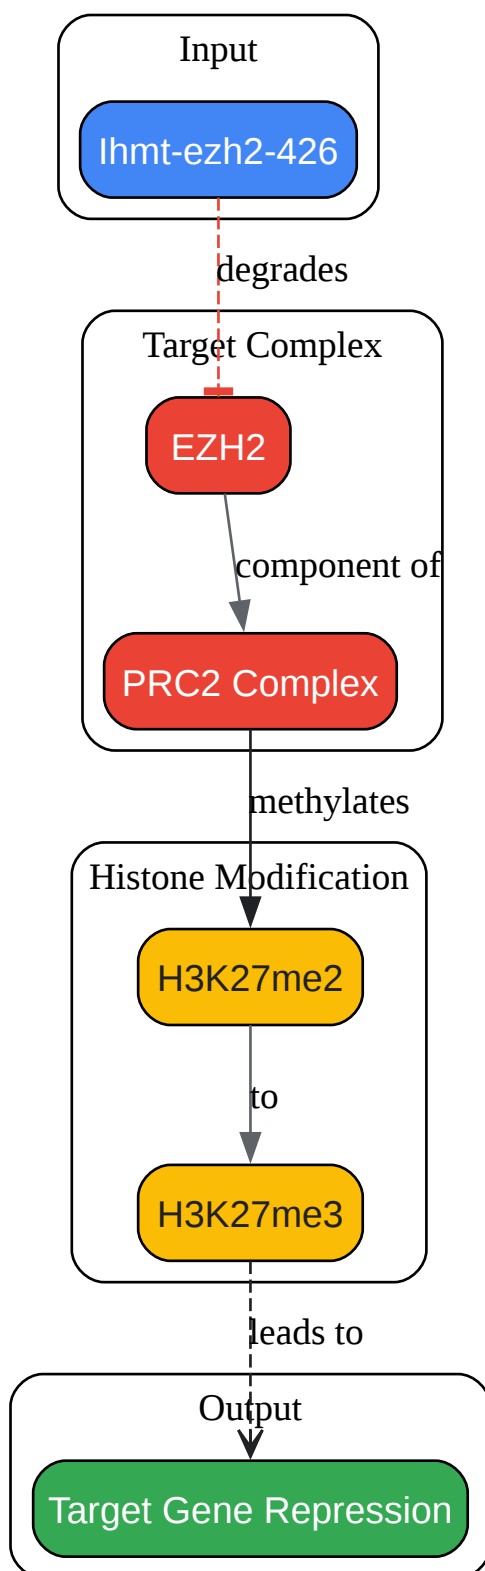 Input
Ihmt-ezh2-426
degrades
Target Complex
EZH2
component of
PRC2 Complex
methylates
Histone Modification
H3K27me2
to
H3K27me3
leads to
Output
Target Gene Repression